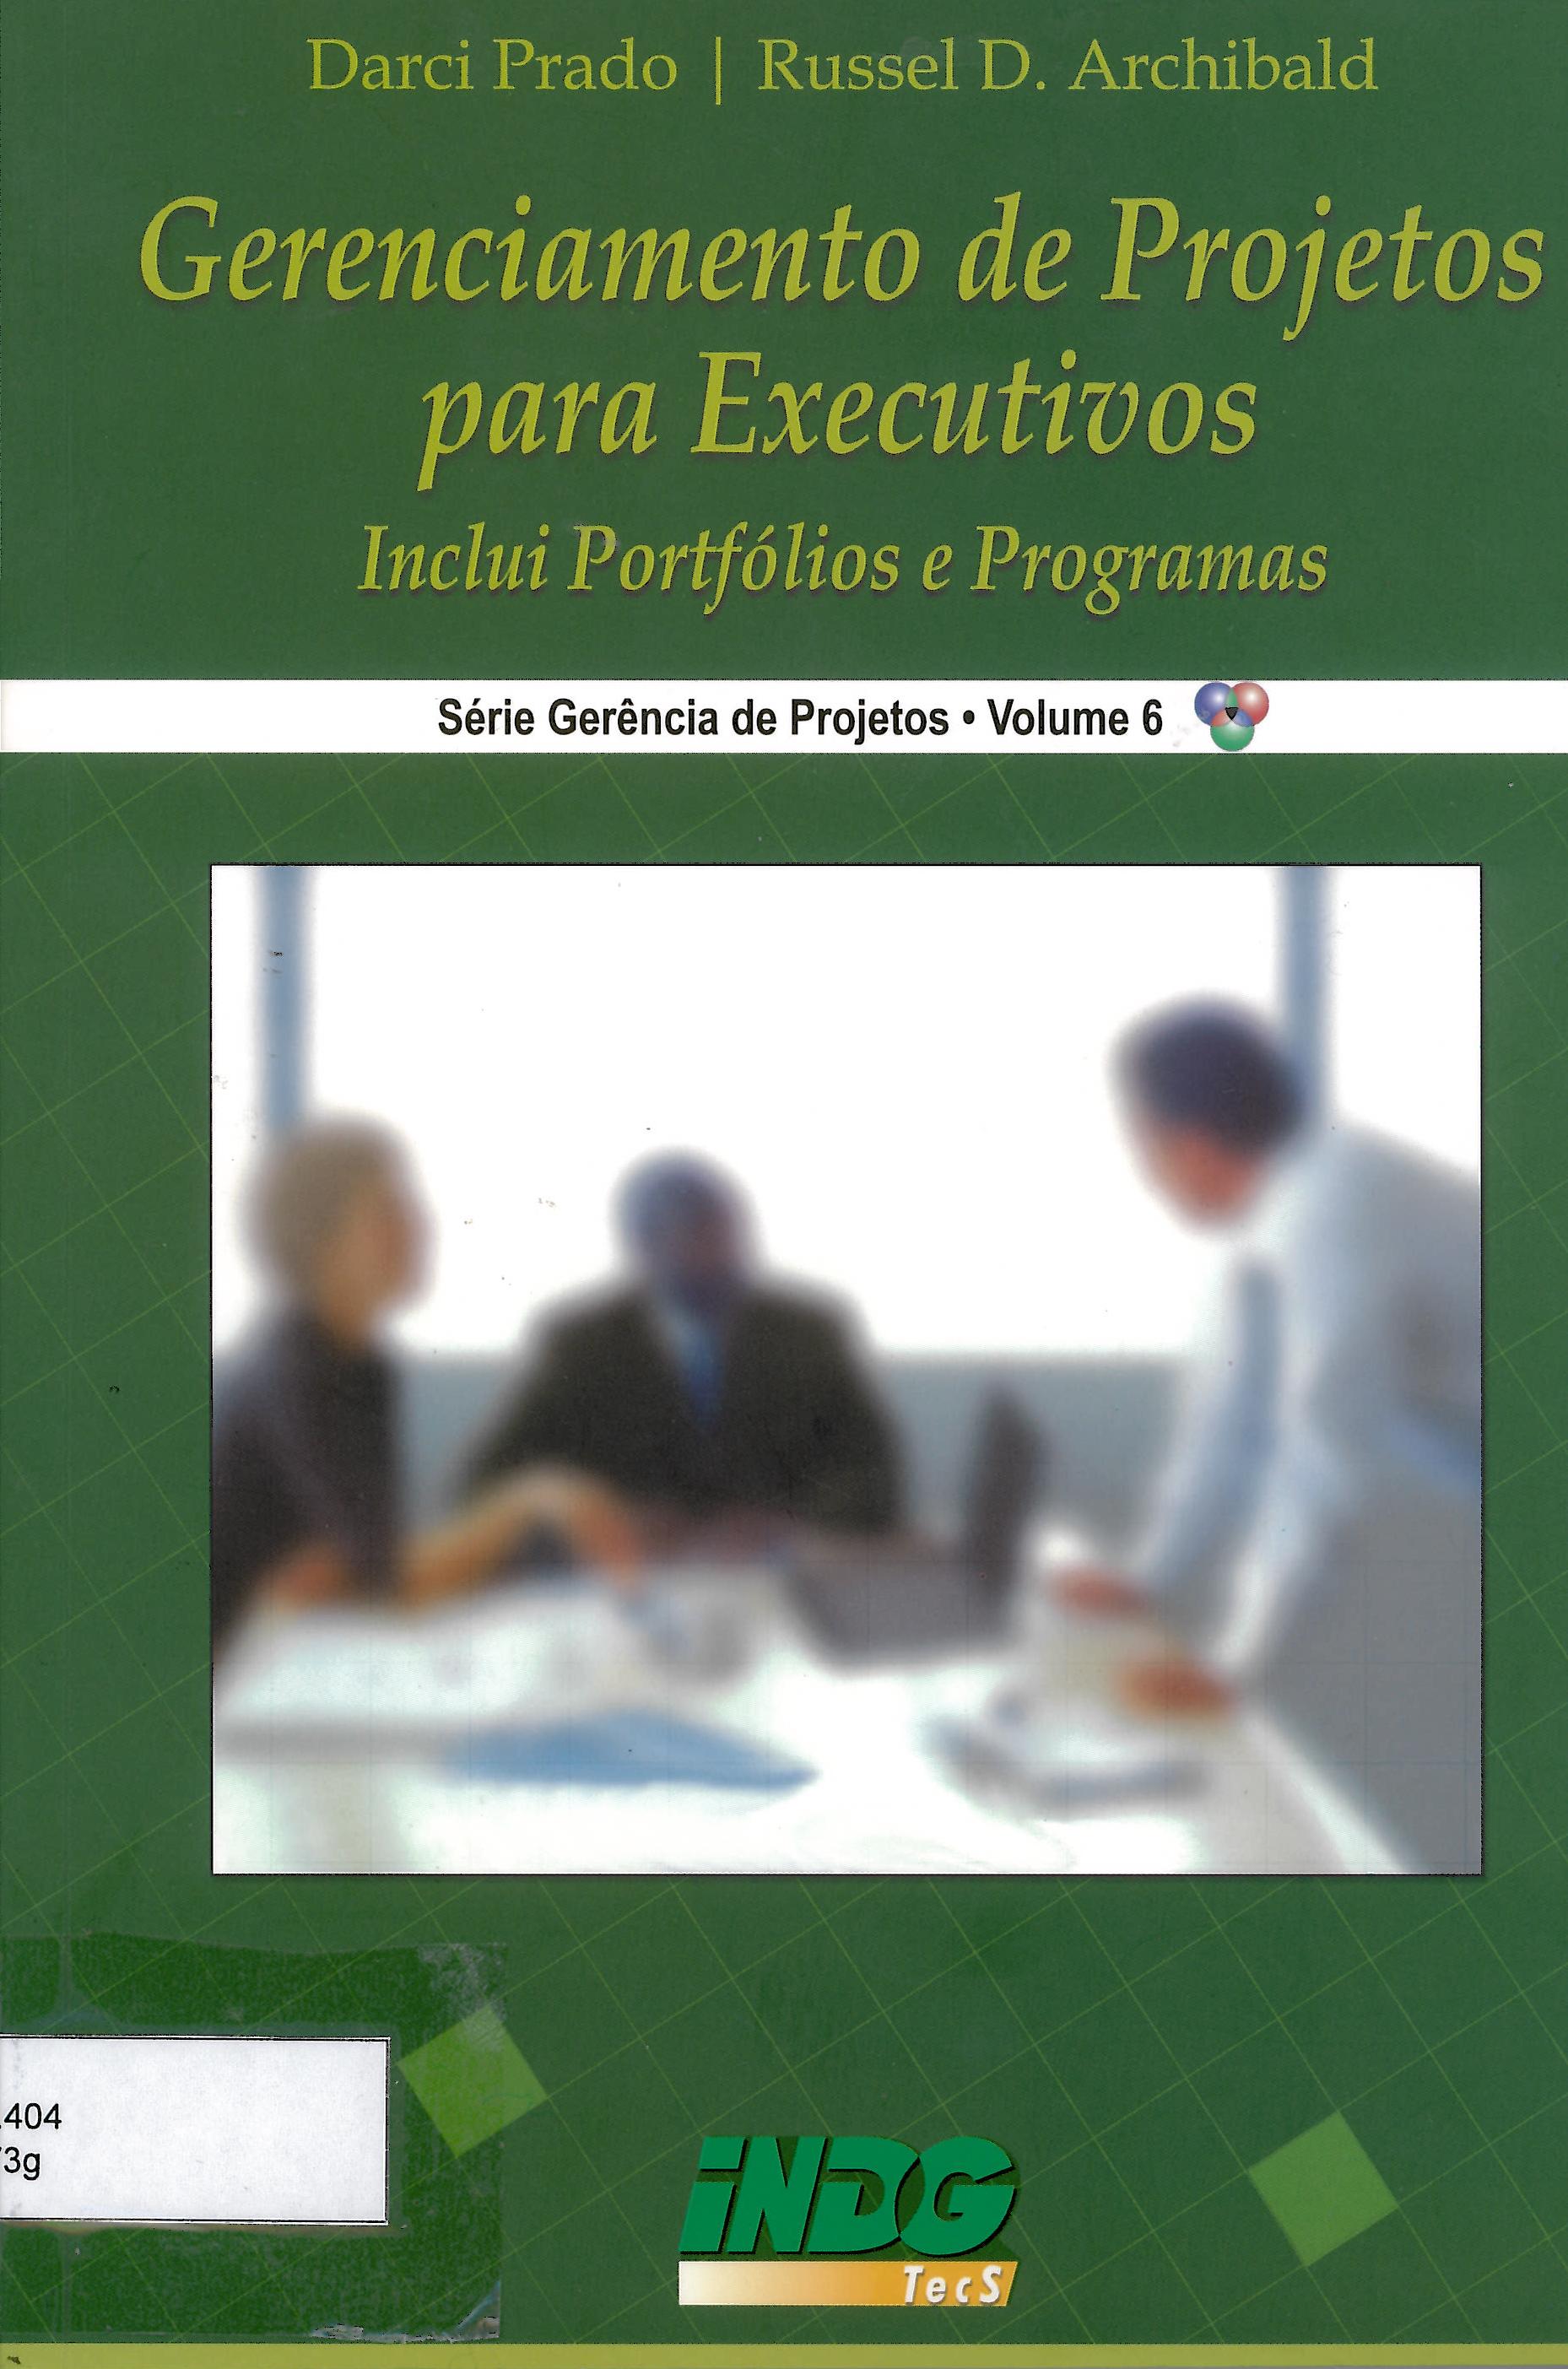 Darci Prado | Russel D. Archibald
Gerenciamento de Projetos
para Executivos
Inclui Portfólios e Programas
Série Gerência de Projetos • Volume 6
.404
3g
INDG
TecS